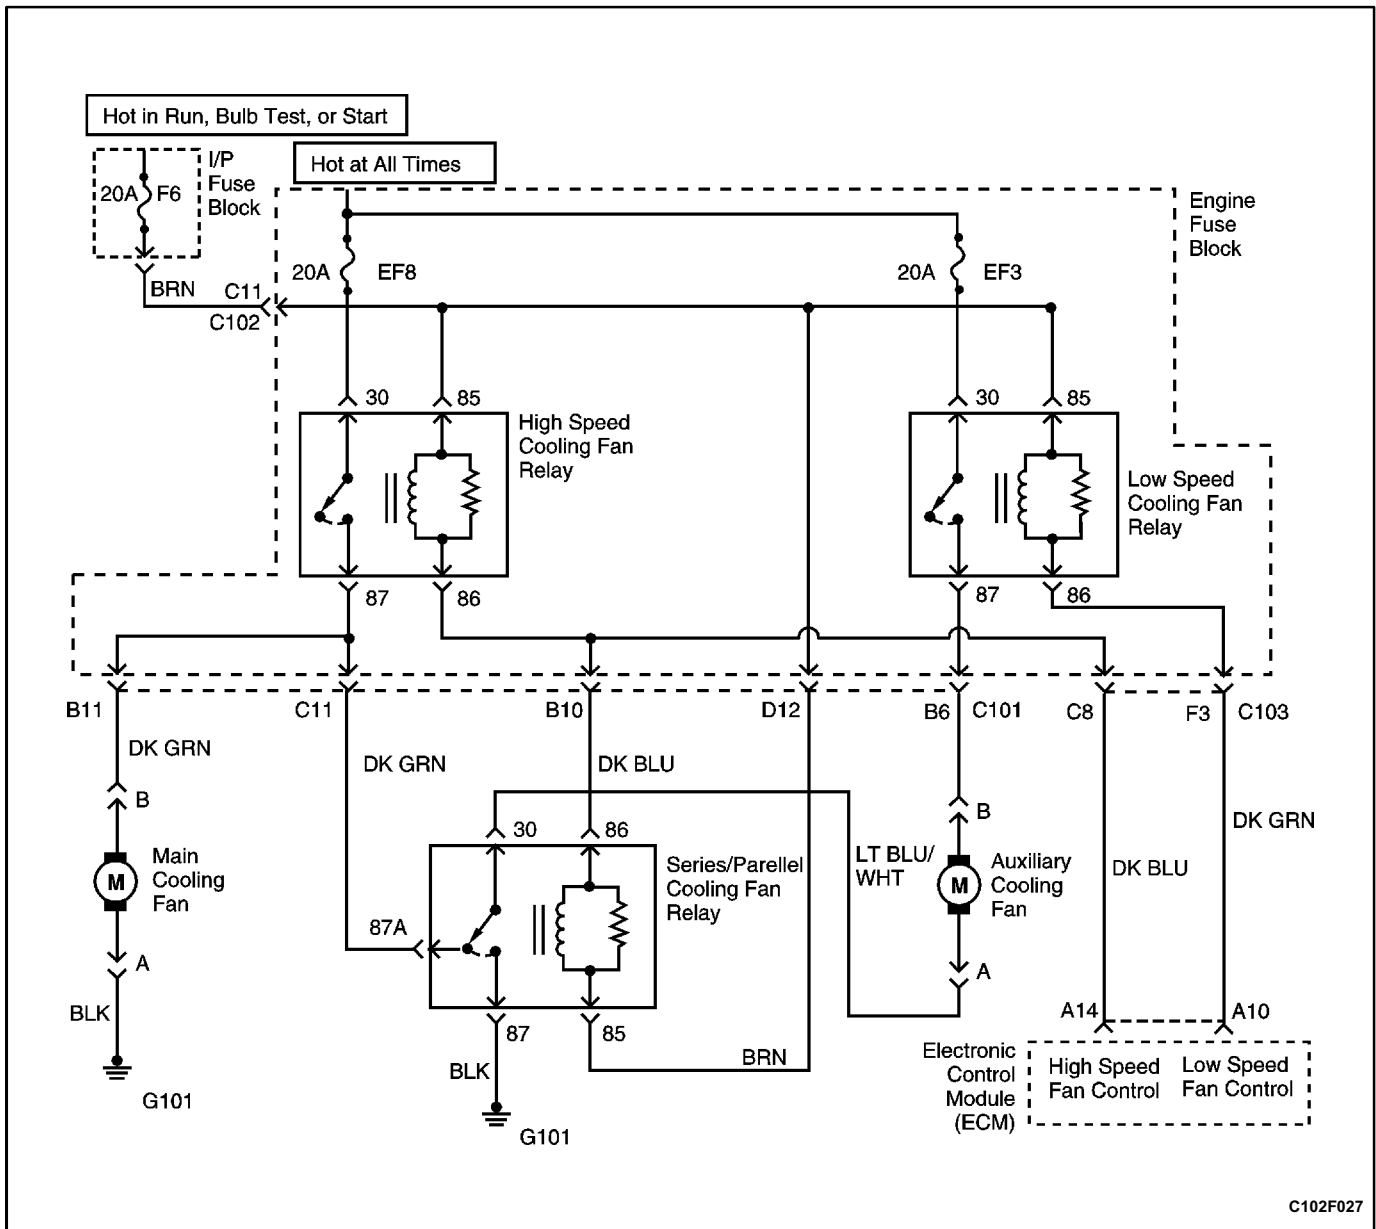 Hot in Run, Bulb Test, or Start
Hot at All Times
I/P
Fuse
Block
20A F6
Engine
Fuse
Block
20A EF8
20A EF3
BRN
C11
C102
30 85
30 85
High Speed
Cooling Fan
Relay
Low Speed
Cooling Fan
Relay
87 86
87 86
B11 C11 B10 D12 B6 C101 C8 F3 C103
DK GRN
DK GRN
DK BLU
B
30 86
B
DK GRN
M
Main
Cooling
Fan
Series/Parellel
Cooling Fan
Relay
LT BLU/
WHT
M
Auxiliary
Cooling
Fan
DK BLU
87A
A
A
BLK
87 85
A14 A10
BLK
BRN
Electronic
Control
Module
(ECM)
High Speed
Fan Control
Low Speed
Fan Control
G101
G101
C102F027